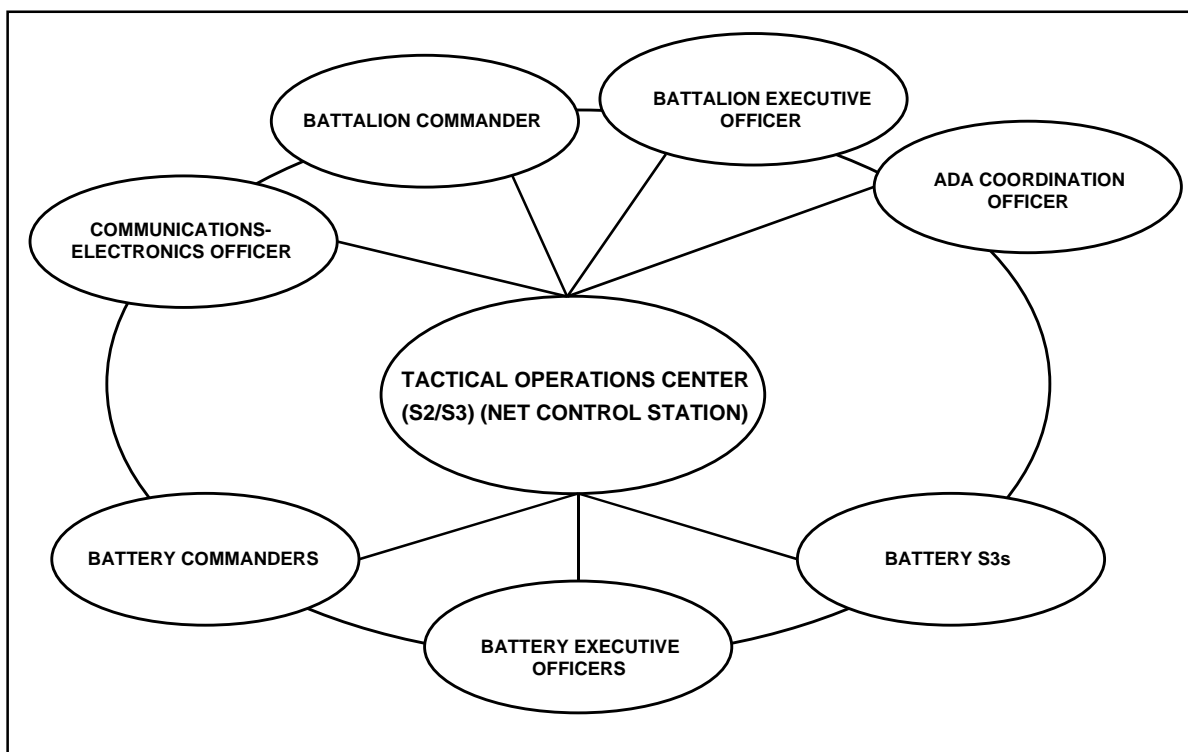 BATTALION COMMANDER
BATTALION EXECUTIVE
OFFICER
ADA COORDINATION
OFFICER
COMMUNICATIONS-
ELECTRONICS OFFICER
TACTICAL OPERATIONS CENTER
(S2/S3) (NET CONTROL STATION)
BATTERY COMMANDERS
BATTERY S3s
BATTERY EXECUTIVE
OFFICERS